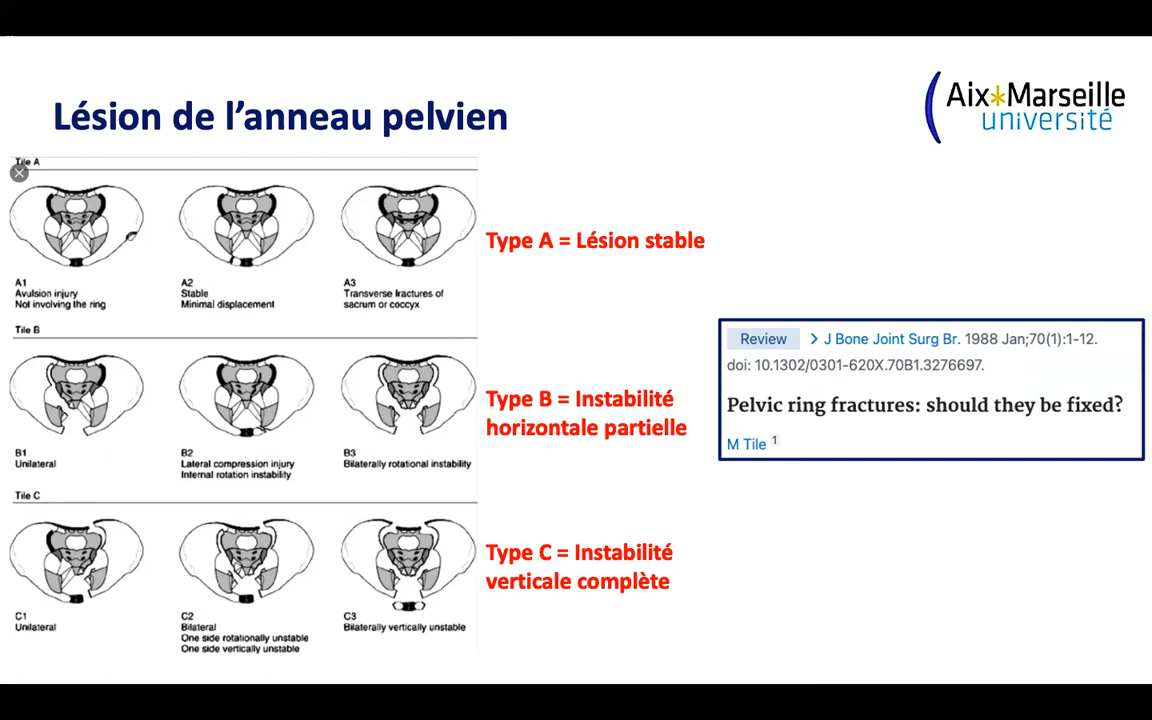 Lésion de l'anneau pelvien
Aix*Marseille
université
Tile A
A1
Avulsion injury
Not involving the ring
A2
Stable
Minimal displacement
A3
Transverse fractures of
sacrum or coccyx
Type A = Lésion stable
Tile B
B1
Unilateral
B2
Lateral compression injury
Internal rotation instability
B3
Bilaterally rotational instability
Type B = Instabilité
horizontale partielle
Tile C
C1
Unilateral
C2
Bilateral
One side rotationally unstable
One side vertically unstable
C3
Bilaterally vertically unstable
Type C = Instabilité
verticale complète
Review > J Bone Joint Surg Br. 1988 Jan;70(1):1-12.
doi: 10.1302/0301-620X.70B1.3276697.
Pelvic ring fractures: should they be fixed?
M Tile 1